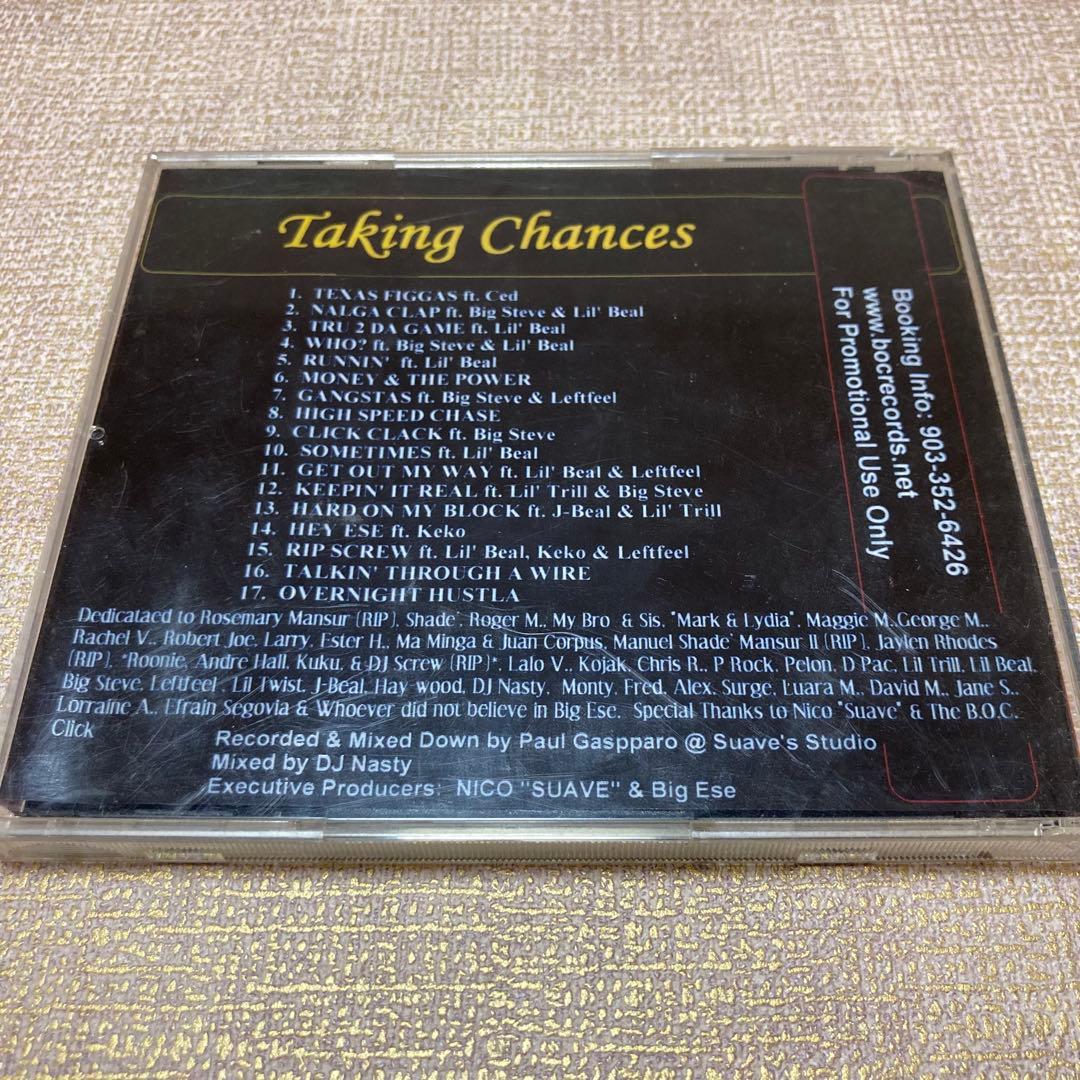 Taking Chances
1. TEXAS FIGGAS ft. Ced
2. NALGA CLAP ft. Big Steve & Lil' Beal
3. TRU 2 DA GAME ft. Lil' Beal
4. WHO? ft. Big Steve & Lil' Beal
5. RUNNIN' ft. Lil' Beal
6. MONEY & THE POWER
7. GANGSTAS ft. Big Steve & Leftfeel
8. HIGH SPEED CHASE
9. CLICK CLACK ft. Big Steve
10. SOMETIMES ft. Lil' Beal
11. GET OUT MY WAY ft. Lil' Beal & Leftfeel
12. KEEPIN' IT REAL ft. Lil' Trill & Big Steve
13. HARD ON MY BLOCK ft. J-Beal & Lil' Trill
14. HEY ESE ft. Keko
15. RIP SCREW ft. Lil' Beal, Keko & Leftfeel
16. TALKIN' THROUGH A WIRE
17. OVERNIGHT HUSTLA
Dedicataed to Rosemary Mansur (RIP), Shade', Roger M., My Bro & Sis, "Mark & Lydia", Maggie M, George M.,
Rachel V., Robert Joe, Larry, Ester H., Ma Minga & Juan Corpus, Manuel Shade' Mansur II (RIP), Jaylen Rhodes
(RIP), *Roonie, Andre Hall, Kuku, & DJ Screw (RIP)*, Lalo V., Kojak, Chris R., P Rock, Pelon, D Pac, Lil Trill, Lil Beal,
Big Steve, Leftfeel, Lil Twist, J-Beal, Hay wood, DJ Nasty, Monty, Fred, Alex, Surge, Luara M., David M., Jane S.,
Lorraine A., Efrain Segovia & Whoever did not believe in Big Ese. Special Thanks to Nico "Suave" & The B.O.C.
Click
Recorded & Mixed Down by Paul Gaspparo @ Suave's Studio
Mixed by DJ Nasty
Executive Producers: NICO "SUAVE" & Big Ese
Booking Info: 903-352-6426
www.bocrecords.net
For Promotional Use Only